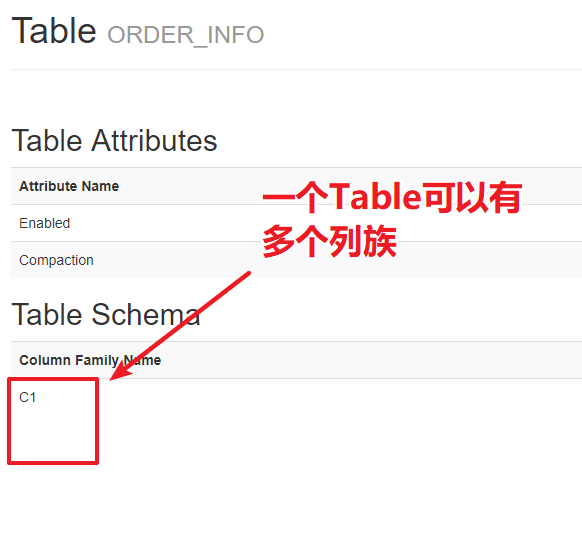 Table ORDER_INFO
Table Attributes
Attribute Name
一个Table可以有
多个列族
Enabled
Compaction
Table Schema
Column Family Name
C1